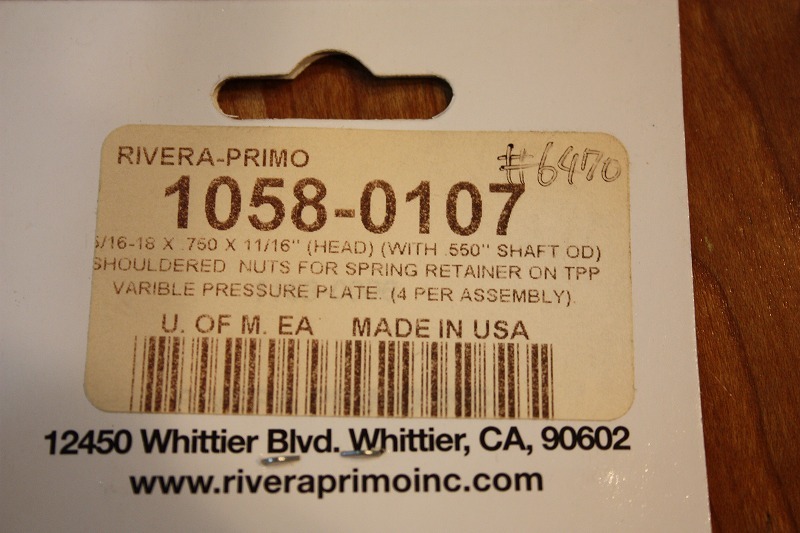 RIVERA-PRIMO
#6470
1058-0107
5/16-18 X .750 X 11/16" (HEAD) (WITH .550" SHAFT OD)
SHOULDERED NUTS FOR SPRING RETAINER ON TPP
VARIBLE PRESSURE PLATE. (4 PER ASSEMBLY).
U. OF M. EA MADE IN USA
12450 Whittier Blvd. Whittier, CA, 90602
www.riveraprimoinc.com